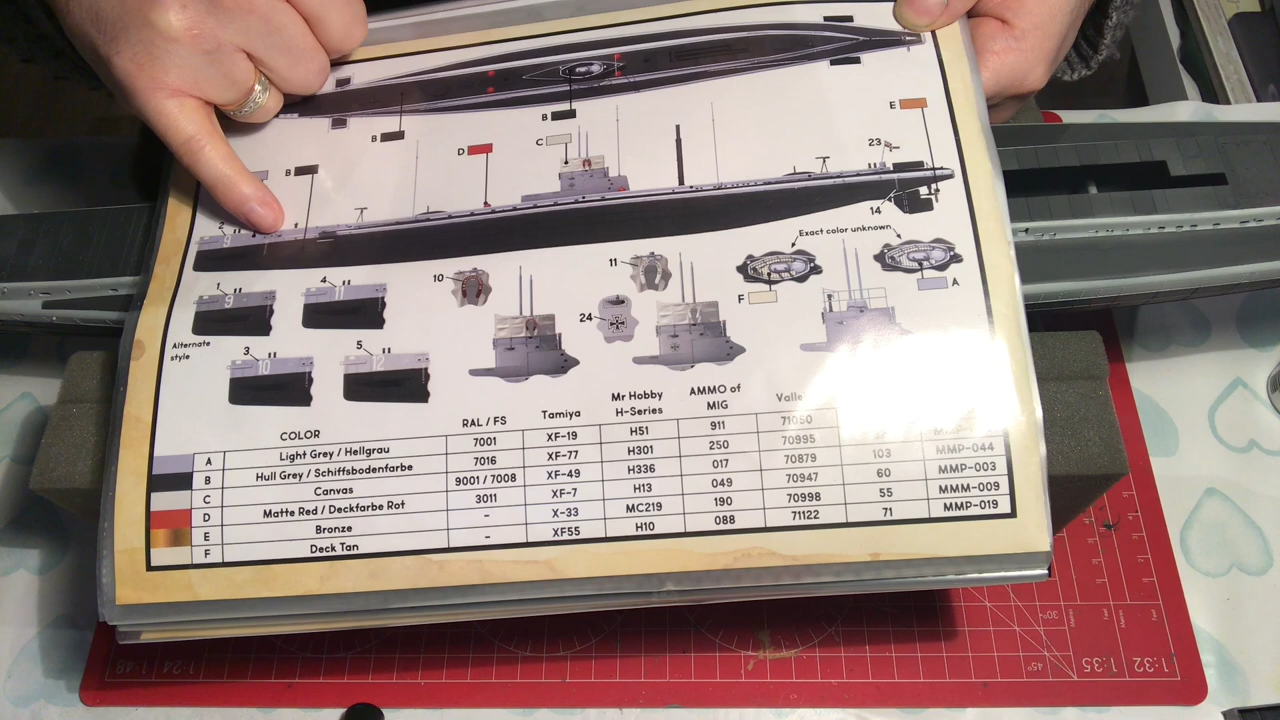 B
B
C
D
B
E
23
14
2
9
Exact color unknown
1
9
4
11
10
11
24
F
A
Alternate
style
3
10
5
12
COLOR RAL / FS Tamiya Mr Hobby H-Series AMMO of MIG
A Light Grey / Hellgrau 7001 XF-19 H51 911 71050
B Hull Grey / Schiffsbodenfarbe 7016 XF-77 H301 250 70995 103 MMP-044
C Canvas 9001 / 7008 XF-49 H336 017 70879 60 MMP-003
D Matte Red / Deckfarbe Rot 3011 XF-7 H13 049 70947 55 MMM-009
E Bronze - X-33 MC219 190 70998 71 MMP-019
F Deck Tan - XF55 H10 088 71122
1:48
1:24
45°
30°
1:35
1:32